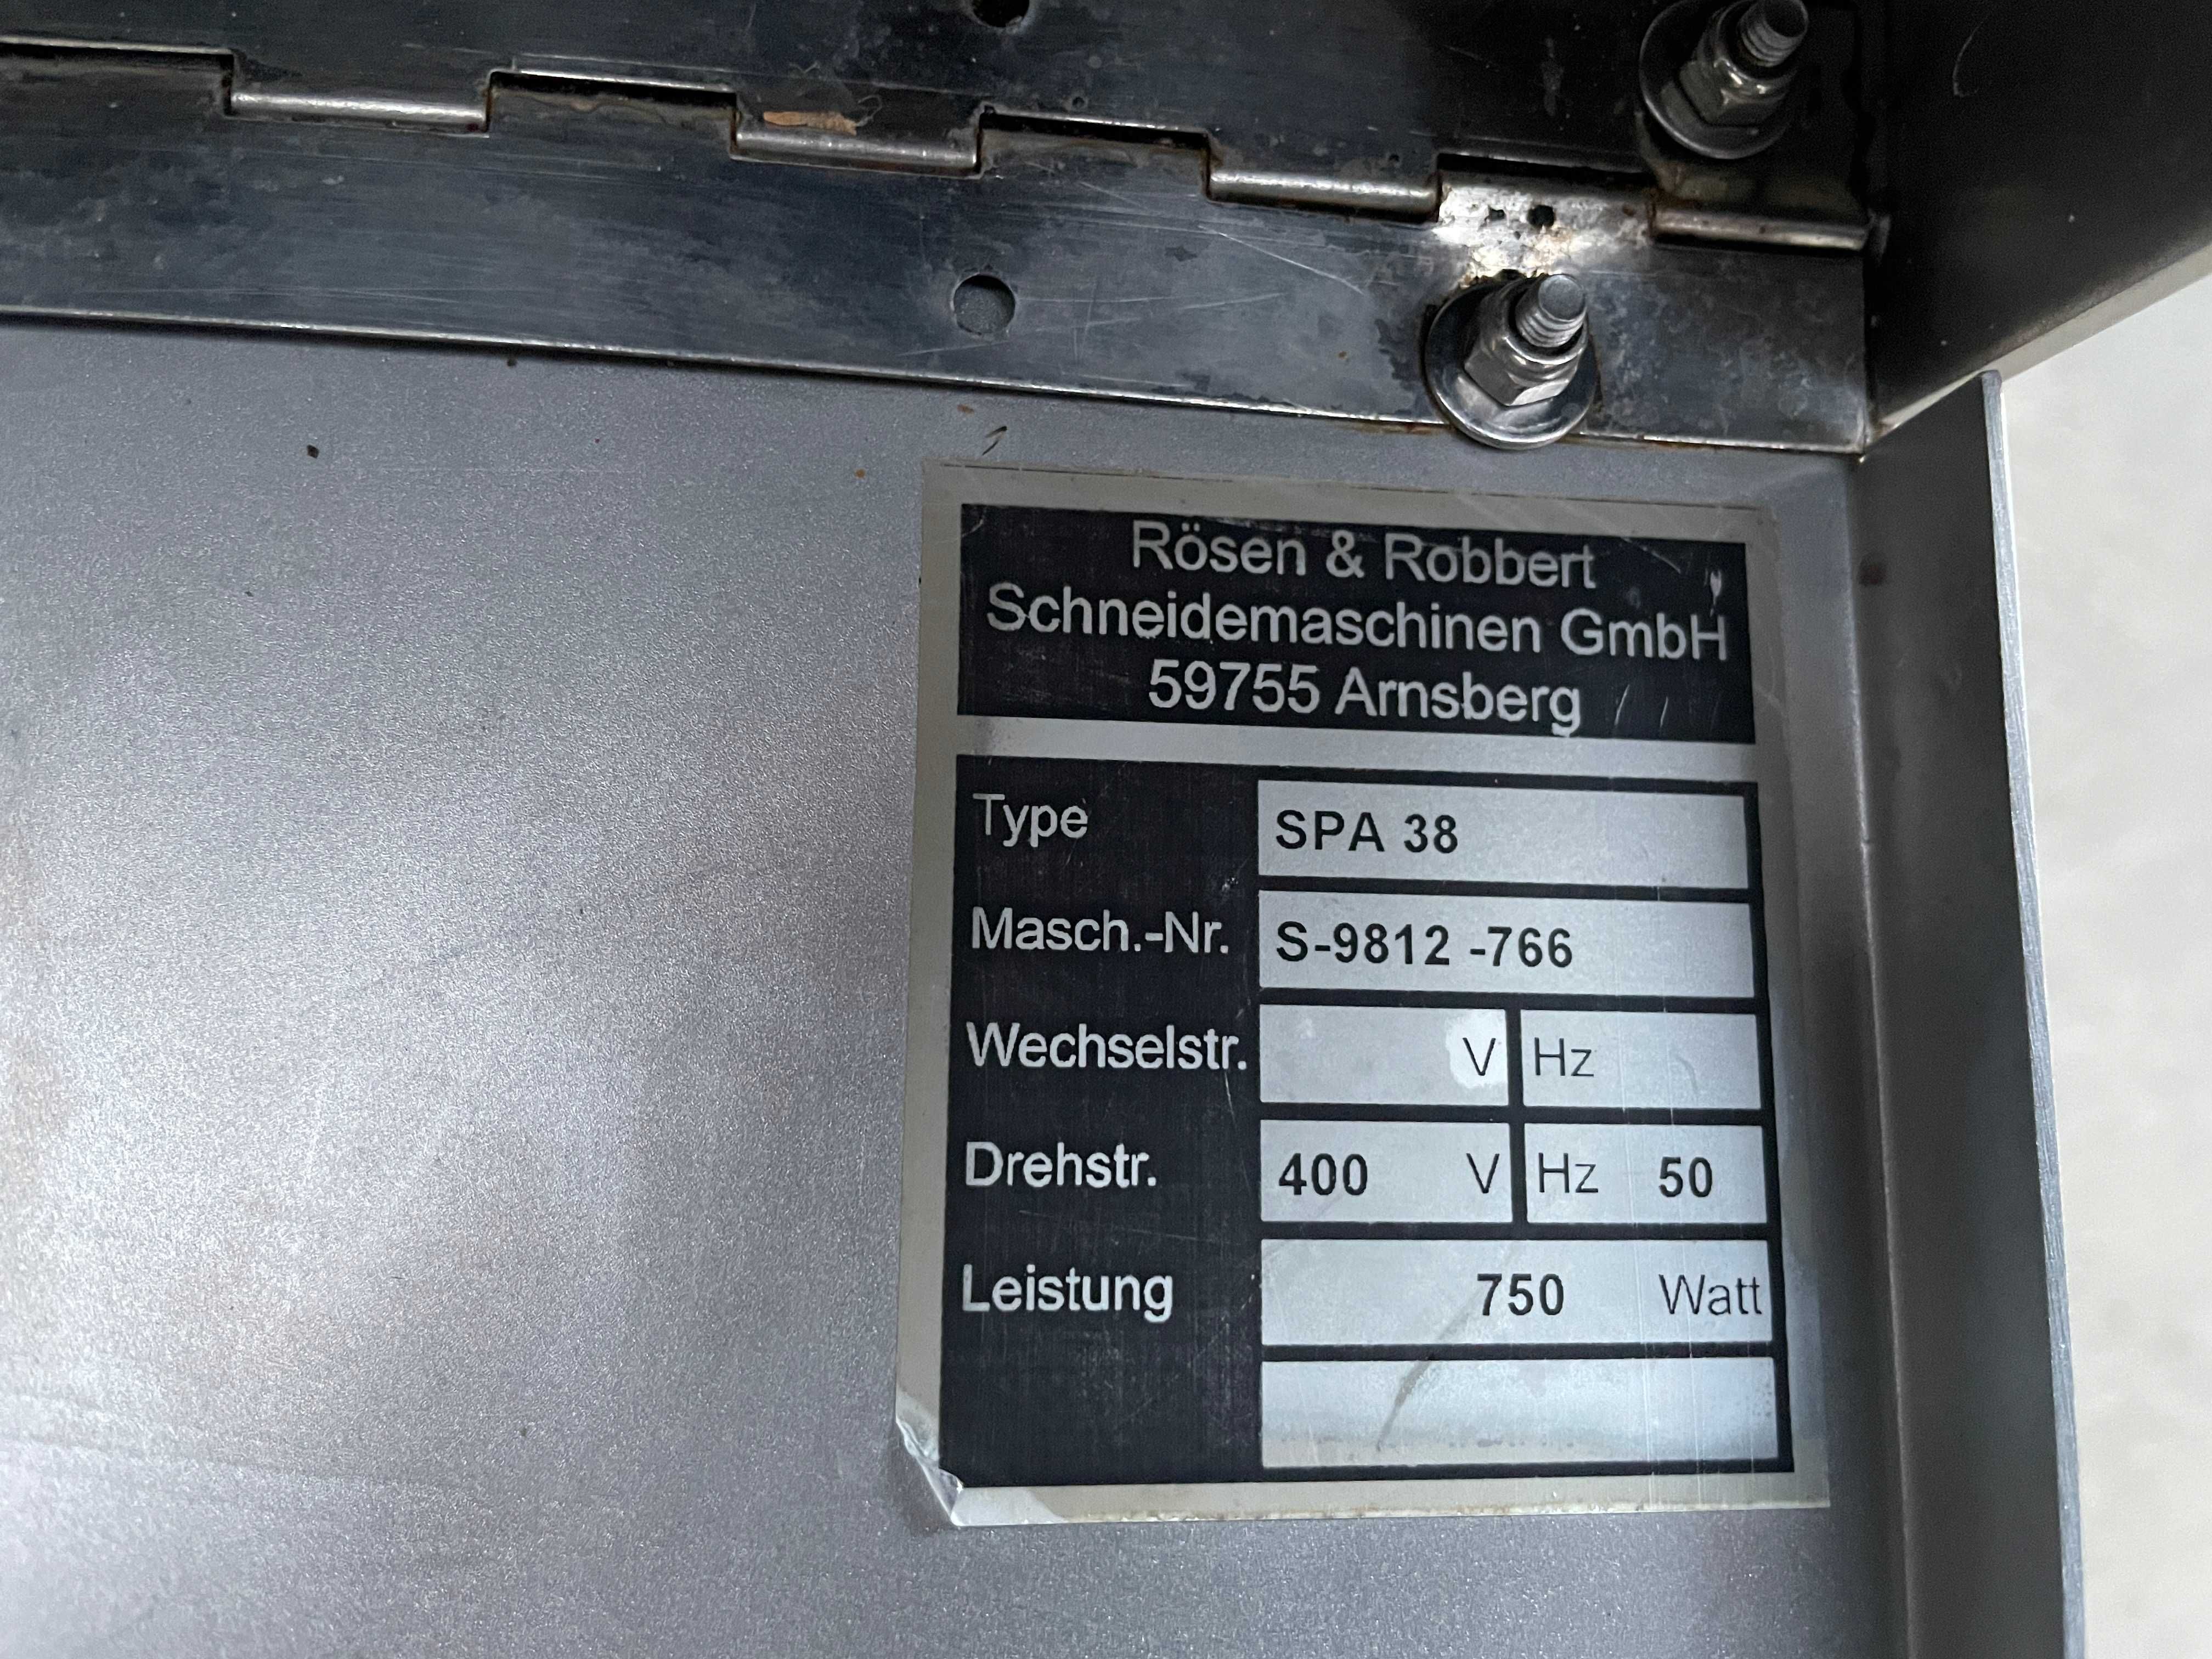 Rösen & Robbert
Schneidemaschinen GmbH
59755 Arnsberg
Type SPA 38
Masch.-Nr. S-9812 -766
Wechselstr. V Hz
Drehstr. 400 V Hz 50
Leistung 750 Watt